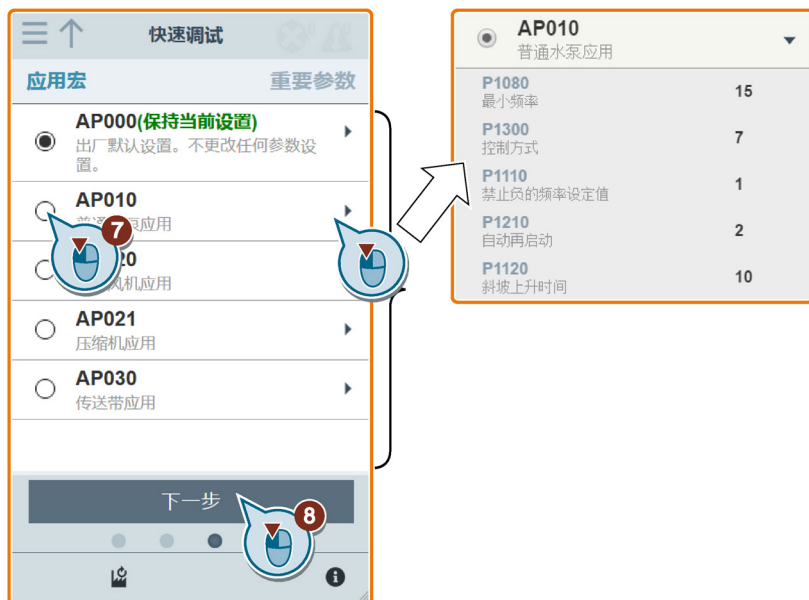 快速调试
应用宏 重要参数
AP000(保持当前设置)
出厂默认设置。不更改任何参数设
置。
AP010
普通 泵应用
7
20
风机应用
AP021
压缩机应用
AP030
传送带应用
下一步
8
AP010
普通水泵应用
P1080 15
最小频率
P1300 7
控制方式
P1110 1
禁止负的频率设定值
P1210 2
自动再启动
P1120 10
斜坡上升时间